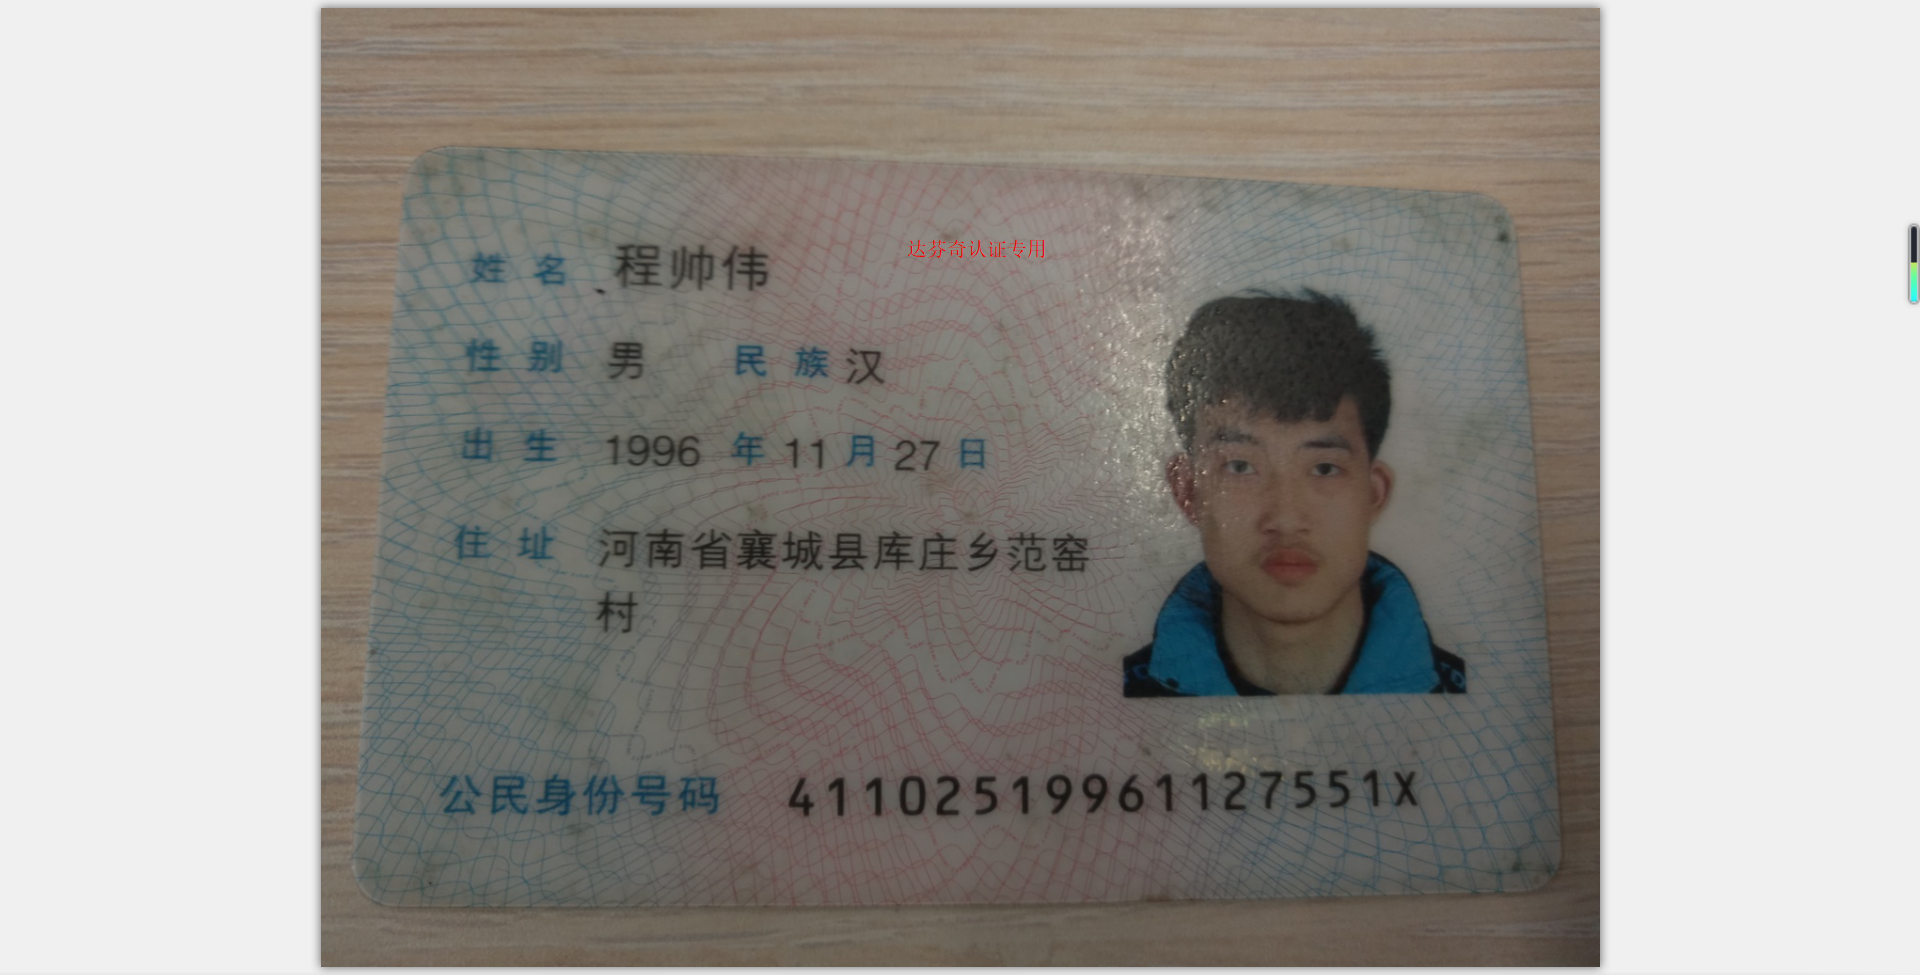 达芬奇认证专用
姓名 程帅伟
性别 男 民族 汉
出生 1996 年 11 月 27 日
住址 河南省襄城县库庄乡范窑
村
公民身份号码 41102519961127551X